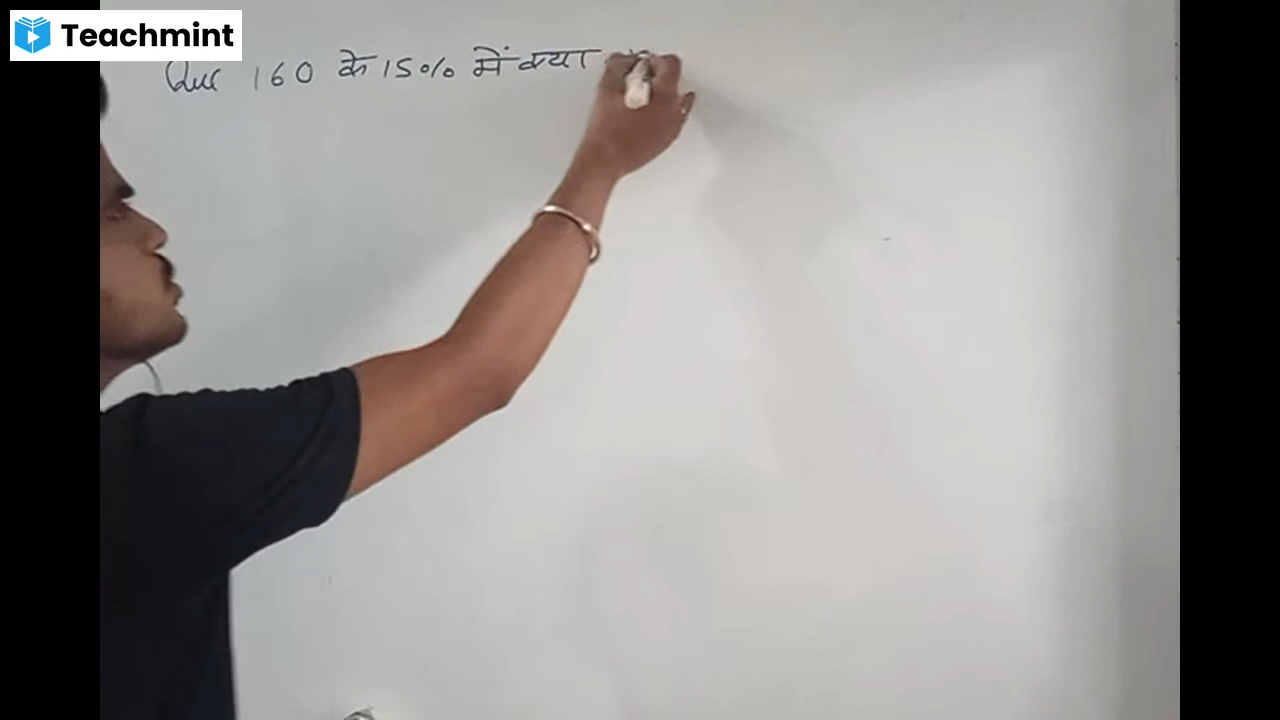 Teachmint
Que 160 के 15% में क्या